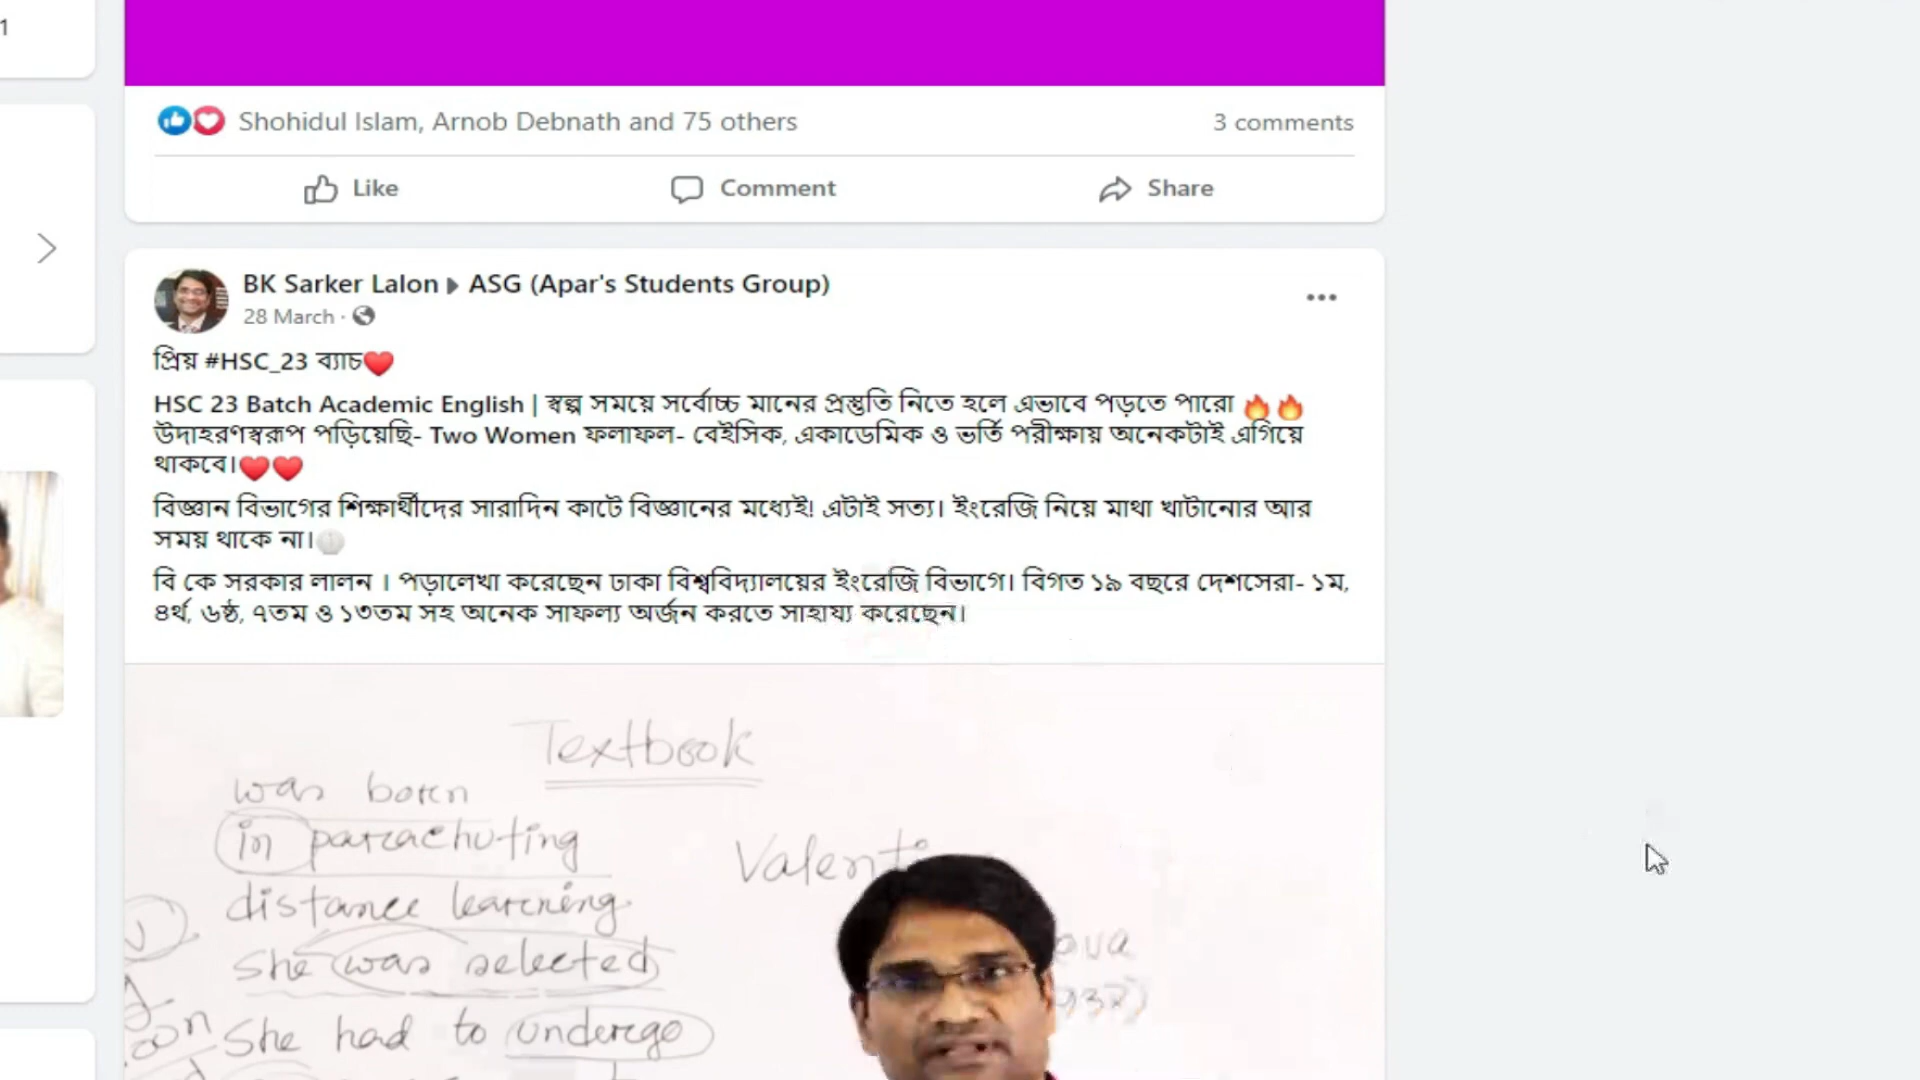 1
Shohidul Islam, Arnob Debnath and 75 others
3 comments
Like
Comment
Share
BK Sarker Lalon ASG (Apar's Students Group)
28 March
প্রিয় #HSC_23 ব্যাচ❤️
HSC 23 Batch Academic English | স্বল্প সময়ে সর্বোচ্চ মানের প্রস্তুতি নিতে হলে এভাবে পড়তে পারো 🔥🔥
উদাহরণস্বরূপ পড়িয়েছি- Two Women ফলাফল- বেইসিক, একাডেমিক ও ভর্তি পরীক্ষায় অনেকটাই এগিয়ে
থাকবে।❤️❤️
বিজ্ঞান বিভাগের শিক্ষার্থীদের সারাদিন কাটে বিজ্ঞানের মধ্যেই! এটাই সত্য। ইংরেজি নিয়ে মাথা খাটানোর আর
সময় থাকে না।
বি কে সরকার লালন । পড়ালেখা করেছেন ঢাকা বিশ্ববিদ্যালয়ের ইংরেজি বিভাগে। বিগত ১৯ বছরে দেশসেরা- ১ম,
৪র্থ, ৬ষ্ঠ, ৭তম ও ১৩তম সহ অনেক সাফল্য অর্জন করতে সাহায্য করেছেন।
Textbook
was born
in parachuting
Valenti
distance learning
ova
She was selected
She had to undergo